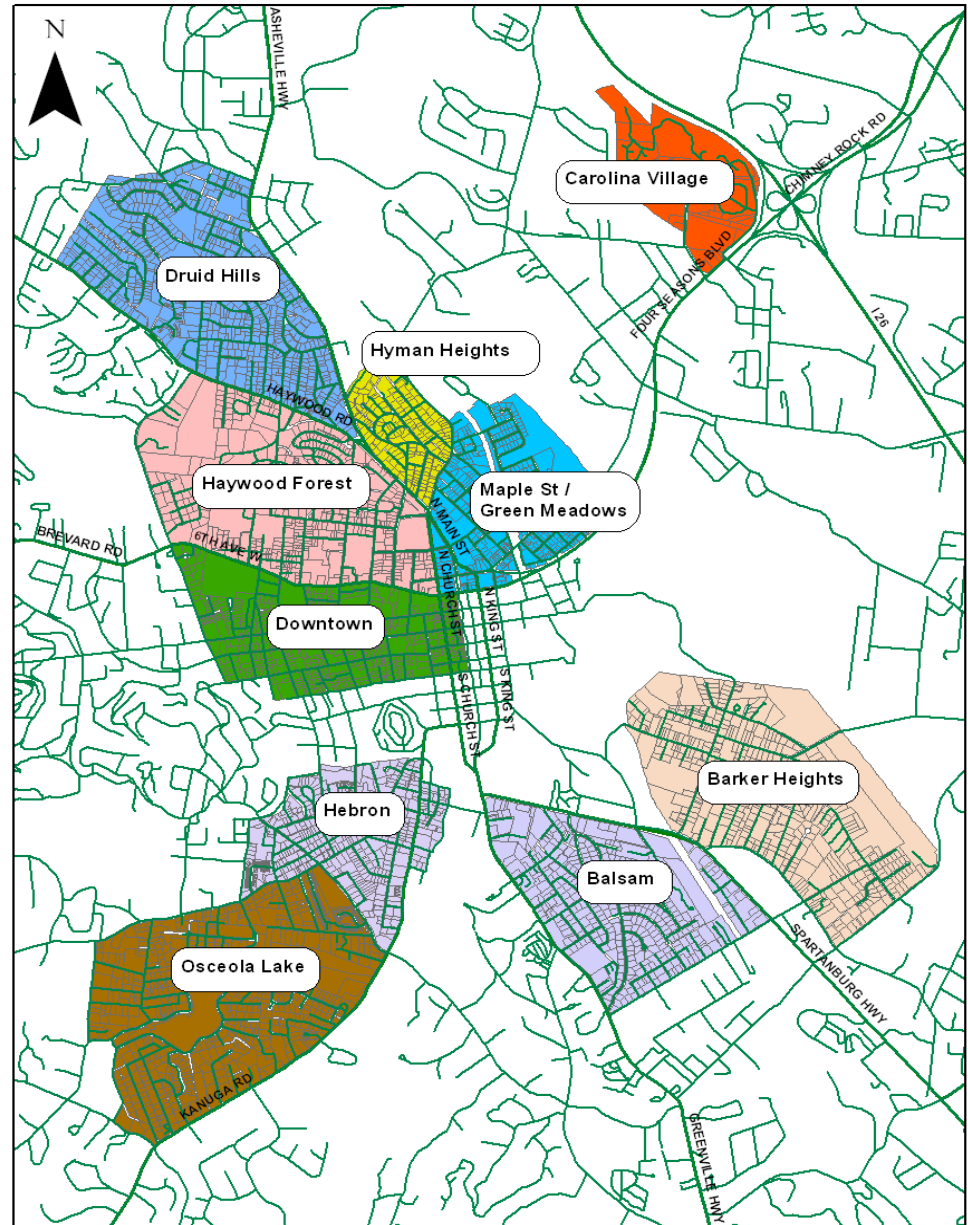 N
ASHEVILLE HWY
CHIMNEY ROCK RD
Carolina Village
FOUR SEASONS BLVD
I 26
Druid Hills
Hyman Heights
HAYWOOD RD
Haywood Forest
Maple St /
Green Meadows
N MAIN ST
BREVARD RD
6TH AVE W
N CHURCH ST
N KING ST
Downtown
S KING ST
S CHURCH ST
Barker Heights
Hebron
Balsam
SPARTANBURG HWY
Osceola Lake
KANUGA RD
GREENVILLE HWY